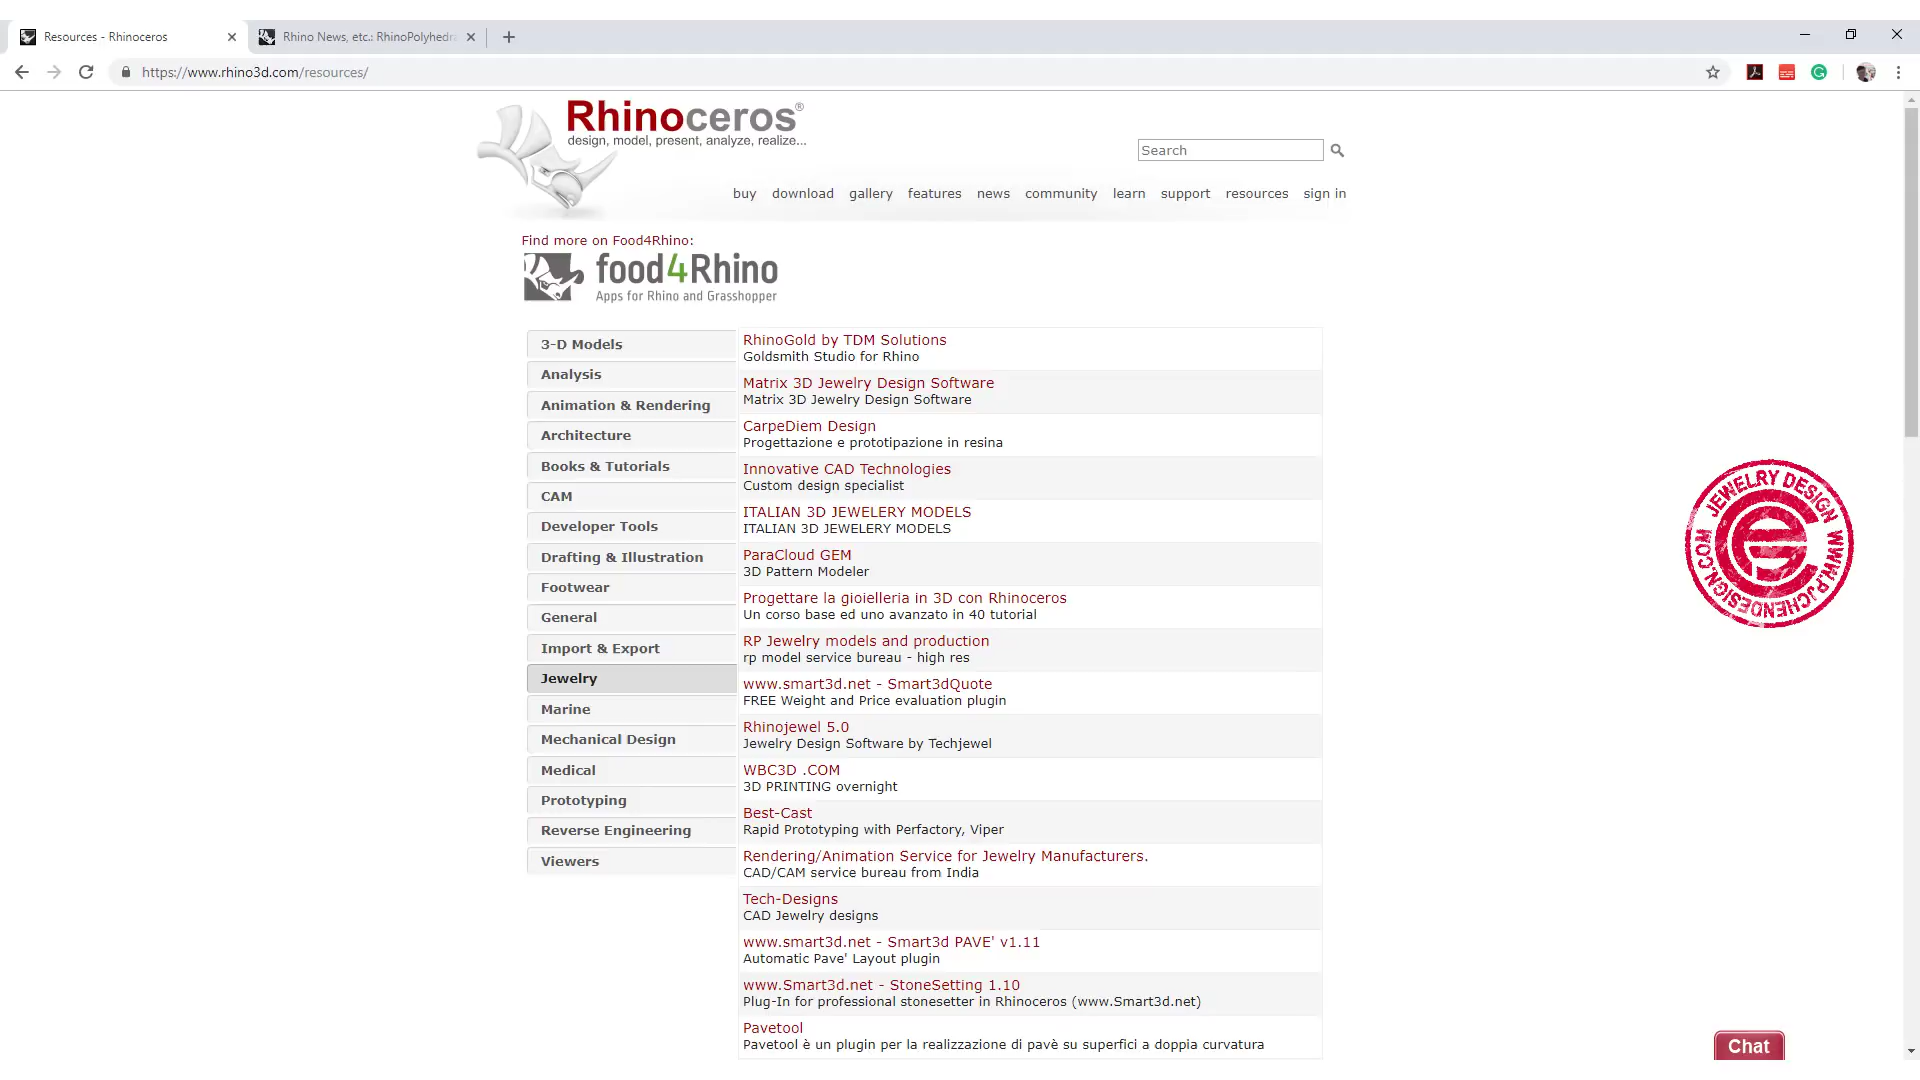 Resources - Rhinoceros
Rhino News, etc.: RhinoPolyhedra
https://www.rhino3d.com/resources/
Rhinoceros®
design, model, present, analyze, realize...
Search
buy download gallery features news community learn support resources sign in
Find more on Food4Rhino:
food4Rhino
Apps for Rhino and Grasshopper
3-D Models
Analysis
Animation & Rendering
Architecture
Books & Tutorials
CAM
Developer Tools
Drafting & Illustration
Footwear
General
Import & Export
Jewelry
Marine
Mechanical Design
Medical
Prototyping
Reverse Engineering
Viewers
RhinoGold by TDM Solutions
Goldsmith Studio for Rhino
Matrix 3D Jewelry Design Software
Matrix 3D Jewelry Design Software
CarpeDiem Design
Progettazione e prototipazione in resina
Innovative CAD Technologies
Custom design specialist
ITALIAN 3D JEWELERY MODELS
ITALIAN 3D JEWELERY MODELS
ParaCloud GEM
3D Pattern Modeler
Progettare la gioielleria in 3D con Rhinoceros
Un corso base ed uno avanzato in 40 tutorial
RP Jewelry models and production
rp model service bureau - high res
www.smart3d.net - Smart3dQuote
FREE Weight and Price evaluation plugin
Rhinojewel 5.0
Jewelry Design Software by Techjewel
WBC3D .COM
3D PRINTING overnight
Best-Cast
Rapid Prototyping with Perfactory, Viper
Rendering/Animation Service for Jewelry Manufacturers.
CAD/CAM service bureau from India
Tech-Designs
CAD Jewelry designs
www.smart3d.net - Smart3d PAVE' v1.11
Automatic Pave' Layout plugin
www.Smart3d.net - StoneSetting 1.10
Plug-In for professional stonesetter in Rhinoceros (www.Smart3d.net)
Pavetool
Pavetool è un plugin per la realizzazione di pavè su superfici a doppia curvatura
JEWELRY DESIGN WWW.PJCHENDESIGN.COM
Chat